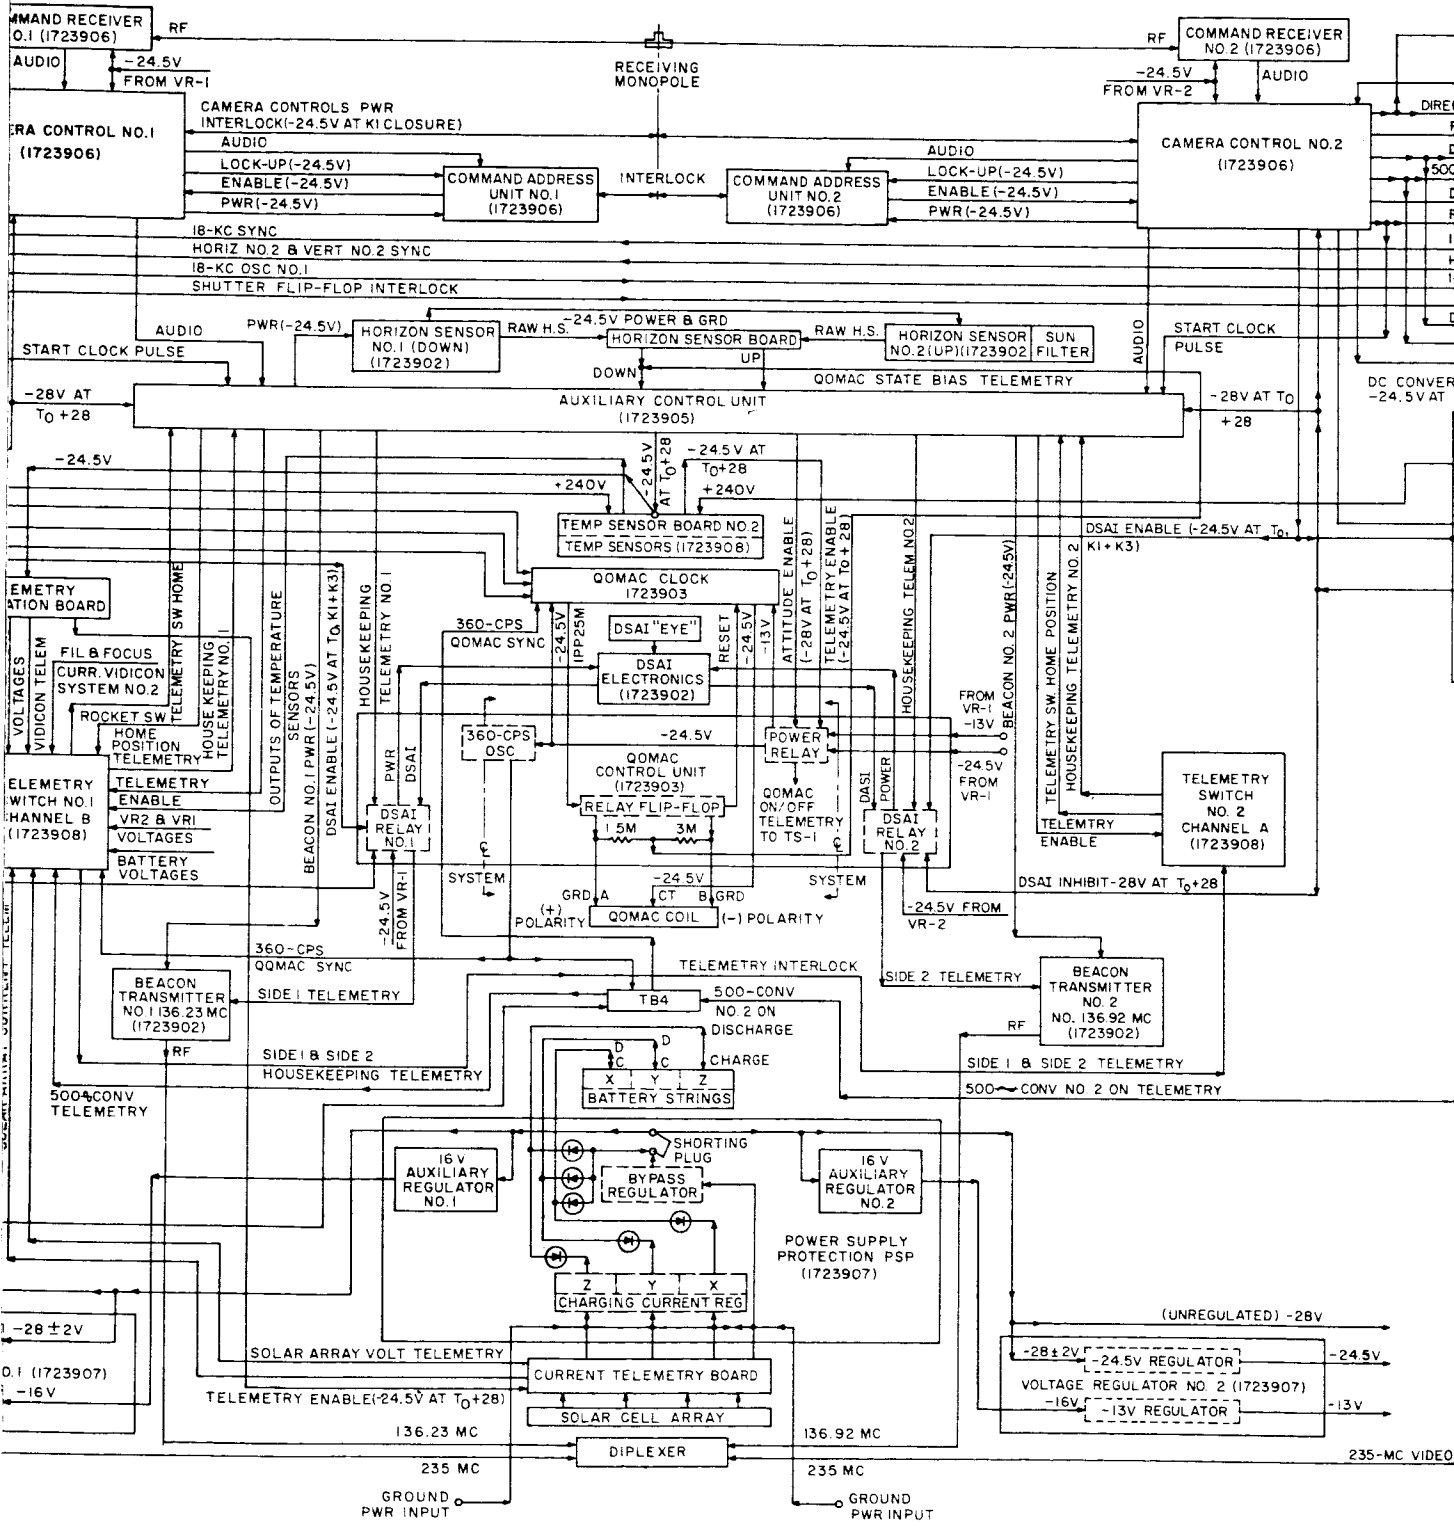 MMAND RECEIVER
O.1 (1723906)
RF
RECEIVING
MONOPOLE
RF
COMMAND RECEIVER
NO.2 (1723906)
AUDIO
-24.5V
FROM VR-1
-24.5V
FROM VR-2
AUDIO
ERA CONTROL NO.1
(1723906)
CAMERA CONTROLS PWR
INTERLOCK(-24.5V AT K1 CLOSURE)
AUDIO
LOCK-UP(-24.5V)
ENABLE(-24.5V)
PWR(-24.5V)
COMMAND ADDRESS
UNIT NO.1
(1723906)
INTERLOCK
COMMAND ADDRESS
UNIT NO.2
(1723906)
AUDIO
LOCK-UP(-24.5V)
ENABLE(-24.5V)
PWR(-24.5V)
CAMERA CONTROL NO.2
(1723906)
DIRE
500
18-KC SYNC
HORIZ NO.2 & VERT NO.2 SYNC
18-KC OSC NO.1
SHUTTER FLIP-FLOP INTERLOCK
AUDIO
START CLOCK PULSE
PWR(-24.5V)
HORIZON SENSOR
NO.1 (DOWN)
(1723902)
RAW H.S.
-24.5V POWER & GRD
HORIZON SENSOR BOARD
RAW H.S.
HORIZON SENSOR
NO.2(UP)(1723902
SUN
FILTER
DOWN
UP
AUDIO
START CLOCK
PULSE
QOMAC STATE BIAS TELEMETRY
DC CONVER
-24.5V AT
-28V AT
T0+28
AUXILIARY CONTROL UNIT
(1723905)
-28V AT T0
+28
-24.5V
+240V
-24.5V
AT T0+28
-24.5V AT
T0+28
+240V
TEMP SENSOR BOARD NO.2
TEMP SENSORS (1723908)
DSAI ENABLE (-24.5V AT T0,
K1+K3)
QOMAC CLOCK
1723903
EMETRY
ATION BOARD
VOLTAGES
VIDICON TELEM
FIL & FOCUS
CURR. VIDICON
SYSTEM NO.2
ROCKET SW
HOME
POSITION
TELEMETRY
TELEMETRY SW HOME
HOUSE KEEPING
TELEMETRY NO.1
OUTPUTS OF TEMPERATURE
SENSORS
BEACON NO.1 PWR (-24.5V)
DSAI ENABLE (-24.5V AT T0, K1+K3)
HOUSEKEEPING
TELEMETRY NO.1
360-CPS
QOMAC SYNC
-24.5V
IPP25M
DSAI "EYE"
DSAI
ELECTRONICS
(1723902)
RESET
-24.5V
-13V
ATTITUDE ENABLE
(-28V AT T0+28)
TELEMETRY ENABLE
(-24.5V AT T0+28)
HOUSEKEEPING TELEM NO.2
BEACON NO.2 PWR(-24.5V)
TELEMETRY SW. HOME POSITION
HOUSEKEEPING TELEMETRY NO. 2
ELEMETRY
WITCH NO.1
HANNEL B
(1723908)
TELEMETRY
ENABLE
VR2 & VR1
VOLTAGES
BATTERY
VOLTAGES
PWR
DSAI
360-CPS
OSC
-24.5V
POWER
RELAY
FROM
VR-1
-13V
-24.5V
FROM
VR-1
QOMAC
CONTROL UNIT
(1723903)
RELAY FLIP-FLOP
1.5M
3M
QOMAC
ON/OFF
TELEMETRY
TO TS-1
DSAI
RELAY
NO.1
DASI
POWER
DSAI
RELAY
NO.2
TELEMTRY
ENABLE
TELEMETRY
SWITCH
NO. 2
CHANNEL A
(1723908)
SYSTEM
SYSTEM
-24.5V
FROM VR-1
-24.5V
GRD A
CT
B GRD
(+)
POLARITY
QOMAC COIL
(-) POLARITY
-24.5V FROM
VR-2
DSAI INHIBIT-28V AT T0+28
SOLAR ARRAY CURRENT TELEM
360-CPS
QOMAC SYNC
BEACON
TRANSMITTER
NO.1 136.23 MC
(1723902)
SIDE 1 TELEMETRY
TELEMETRY INTERLOCK
SIDE 2 TELEMETRY
BEACON
TRANSMITTER
NO. 2
NO. 136.92 MC
(1723902)
TB4
500-CONV
NO.2 ON
DISCHARGE
CHARGE
RF
RF
SIDE 1 & SIDE 2
HOUSEKEEPING TELEMETRY
D
C
D
C
X Y Z
BATTERY STRINGS
SIDE 1 & SIDE 2 TELEMETRY
500~CONV NO. 2 ON TELEMETRY
500~CONV
TELEMETRY
16V
AUXILIARY
REGULATOR
NO.1
SHORTING
PLUG
BYPASS
REGULATOR
16 V
AUXILIARY
REGULATOR
NO.2
POWER SUPPLY
PROTECTION PSP
(1723907)
Z Y X
CHARGING CURRENT REG
-28±2V
O.1 (1723907)
-16V
SOLAR ARRAY VOLT TELEMETRY
CURRENT TELEMETRY BOARD
TELEMETRY ENABLE(-24.5V AT T0+28)
SOLAR CELL ARRAY
(UNREGULATED) -28V
-28±2V
-24.5V REGULATOR
-24.5V
VOLTAGE REGULATOR NO. 2 (1723907)
-16V
-13V REGULATOR
-13V
136.23 MC
DIPLEXER
136.92 MC
235 MC
235 MC
235-MC VIDEO
GROUND
PWR INPUT
GROUND
PWR INPUT